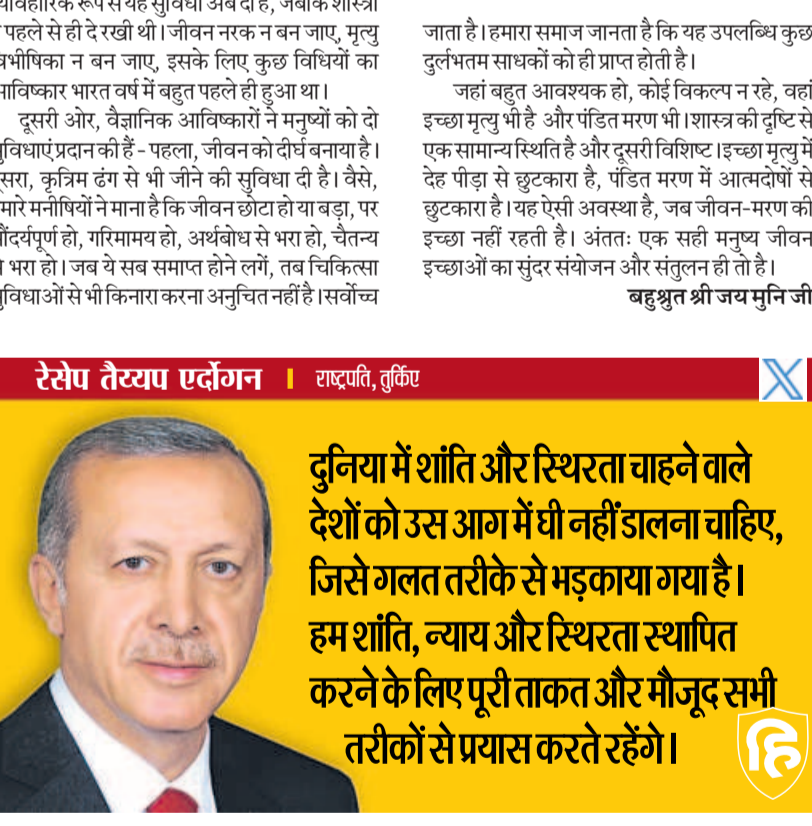 यह सुविधा अब दी है, जबकि शास्त्रों
पहले से ही दे रखी थी। जीवन नरक न बन जाए, मृत्यु
न बन जाए, इसके लिए कुछ विधियों का
भारत वर्ष में बहुत पहले ही हुआ था।
दूसरी ओर, वैज्ञानिक आविष्कारों ने मनुष्यों को दो
प्रदान की हैं - पहला, जीवन को दीर्घ बनाया है।
कृत्रिम ढंग से भी जीने की सुविधा दी है। वैसे,
मनीषियों ने माना है कि जीवन छोटा हो या बड़ा, पर
हो, गरिमामय हो, अर्थबोध से भरा हो, चैतन्य
भरा हो। जब ये सब समाप्त होने लगें, तब चिकित्सा
से भी किनारा करना अनुचित नहीं है। सर्वोच्च
जाता है। हमारा समाज जानता है कि यह उपलब्धि कुछ
दुर्लभतम साधकों को ही प्राप्त होती है।
जहां बहुत आवश्यक हो, कोई विकल्प न रहे, वहां
इच्छा मृत्यु भी है और पंडित मरण भी। शास्त्र की दृष्टि से
एक सामान्य स्थिति है और दूसरी विशिष्ट। इच्छा मृत्यु में
देह पीड़ा से छुटकारा है, पंडित मरण में आत्मदोषों से
छुटकारा है। यह ऐसी अवस्था है, जब जीवन-मरण की
इच्छा नहीं रहती है। अंततः एक सही मनुष्य जीवन
इच्छाओं का सुंदर संयोजन और संतुलन ही तो है।
बहुश्रुत श्री जय मुनि जी
रेसेप तैय्यप एर्दोगन | राष्ट्रपति, तुर्किए
दुनिया में शांति और स्थिरता चाहने वाले
देशों को उस आग में घी नहीं डालना चाहिए,
जिसे गलत तरीके से भड़काया गया है।
हम शांति, न्याय और स्थिरता स्थापित
करने के लिए पूरी ताकत और मौजूद सभी
तरीकों से प्रयास करते रहेंगे।
हि